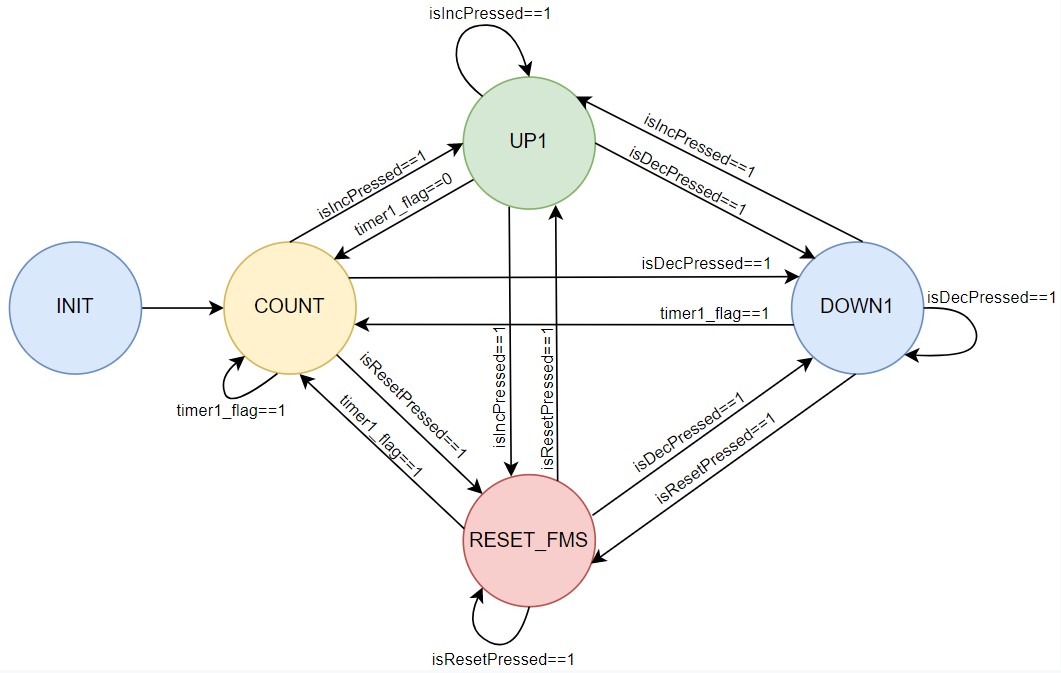 isIncPressed==1
UP1
isIncPressed==1
isDecPressed==1
isIncPressed==1
timer1_flag==0
isDecPressed==1
INIT
COUNT
DOWN1
isDecPressed==1
timer1_flag==1
timer1_flag==1
isResetPressed==1
timer1_flag==1
isIncPressed==1
isResetPressed==1
isDecPressed==1
isResetPressed==1
RESET_FMS
isResetPressed==1